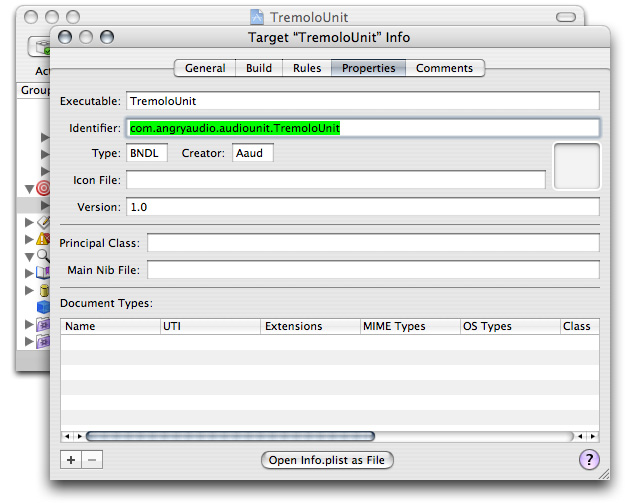 TremoloUnit
Target “TremoloUnit” Info
Act
Group
General Build Rules Properties Comments
Executable: TremoloUnit
Identifier: com.angryaudio.audiounit.TremoloUnit
Type: BNDL Creator: Aaud
Icon File:
Version: 1.0
Principal Class:
Main Nib File:
Document Types:
Name UTI Extensions MIME Types OS Types Class
+ −
Open Info.plist as File
?